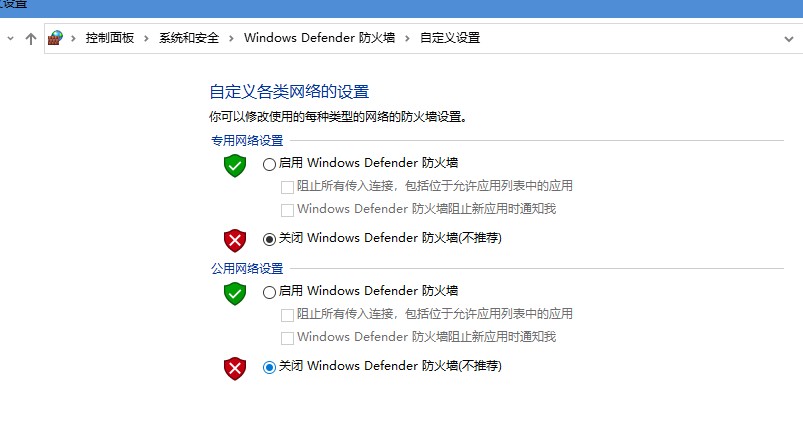 设置
控制面板 系统和安全 Windows Defender 防火墙 自定义设置
自定义各类网络的设置
你可以修改使用的每种类型的网络的防火墙设置。
专用网络设置
启用 Windows Defender 防火墙
阻止所有传入连接，包括位于允许应用列表中的应用
Windows Defender 防火墙阻止新应用时通知我
关闭 Windows Defender 防火墙(不推荐)
公用网络设置
启用 Windows Defender 防火墙
阻止所有传入连接，包括位于允许应用列表中的应用
Windows Defender 防火墙阻止新应用时通知我
关闭 Windows Defender 防火墙(不推荐)